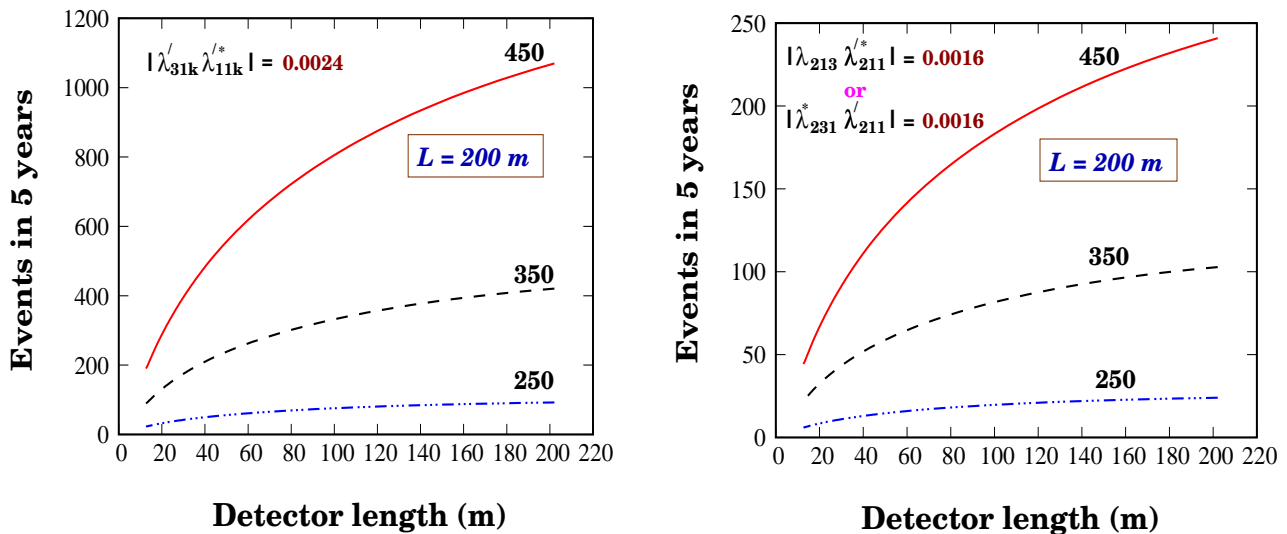 1200
1000
800
600
400
200
0
Events in 5 years
|λ′31k λ′*11k| = 0.0024
450
L = 200 m
350
250
0 20 40 60 80 100 120 140 160 180 200 220
Detector length (m)
250
200
150
100
50
0
Events in 5 years
|λ213 λ′*211| = 0.0016
or
|λ*231 λ′211| = 0.0016
450
L = 200 m
350
250
0 20 40 60 80 100 120 140 160 180 200 220
Detector length (m)